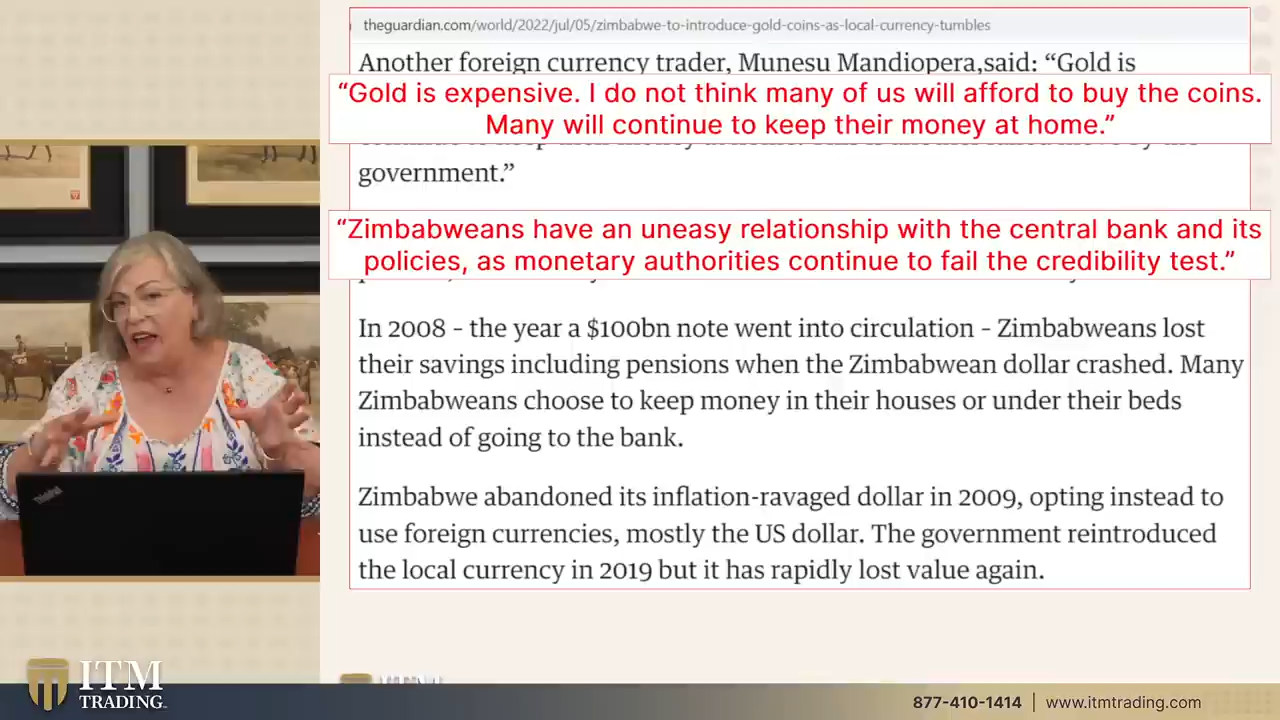 theguardian.com/world/2022/jul/05/zimbabwe-to-introduce-gold-coins-as-local-currency-tumbles
Another foreign currency trader, Munesu Mandiopera,said: “Gold is
“Gold is expensive. I do not think many of us will afford to buy the coins.
Many will continue to keep their money at home.”
government.”
“Zimbabweans have an uneasy relationship with the central bank and its
policies, as monetary authorities continue to fail the credibility test.”
In 2008 – the year a $100bn note went into circulation – Zimbabweans lost
their savings including pensions when the Zimbabwean dollar crashed. Many
Zimbabweans choose to keep money in their houses or under their beds
instead of going to the bank.
Zimbabwe abandoned its inflation-ravaged dollar in 2009, opting instead to
use foreign currencies, mostly the US dollar. The government reintroduced
the local currency in 2019 but it has rapidly lost value again.
ThinkPad
ITM
TRADING
877-410-1414 | www.itmtrading.com